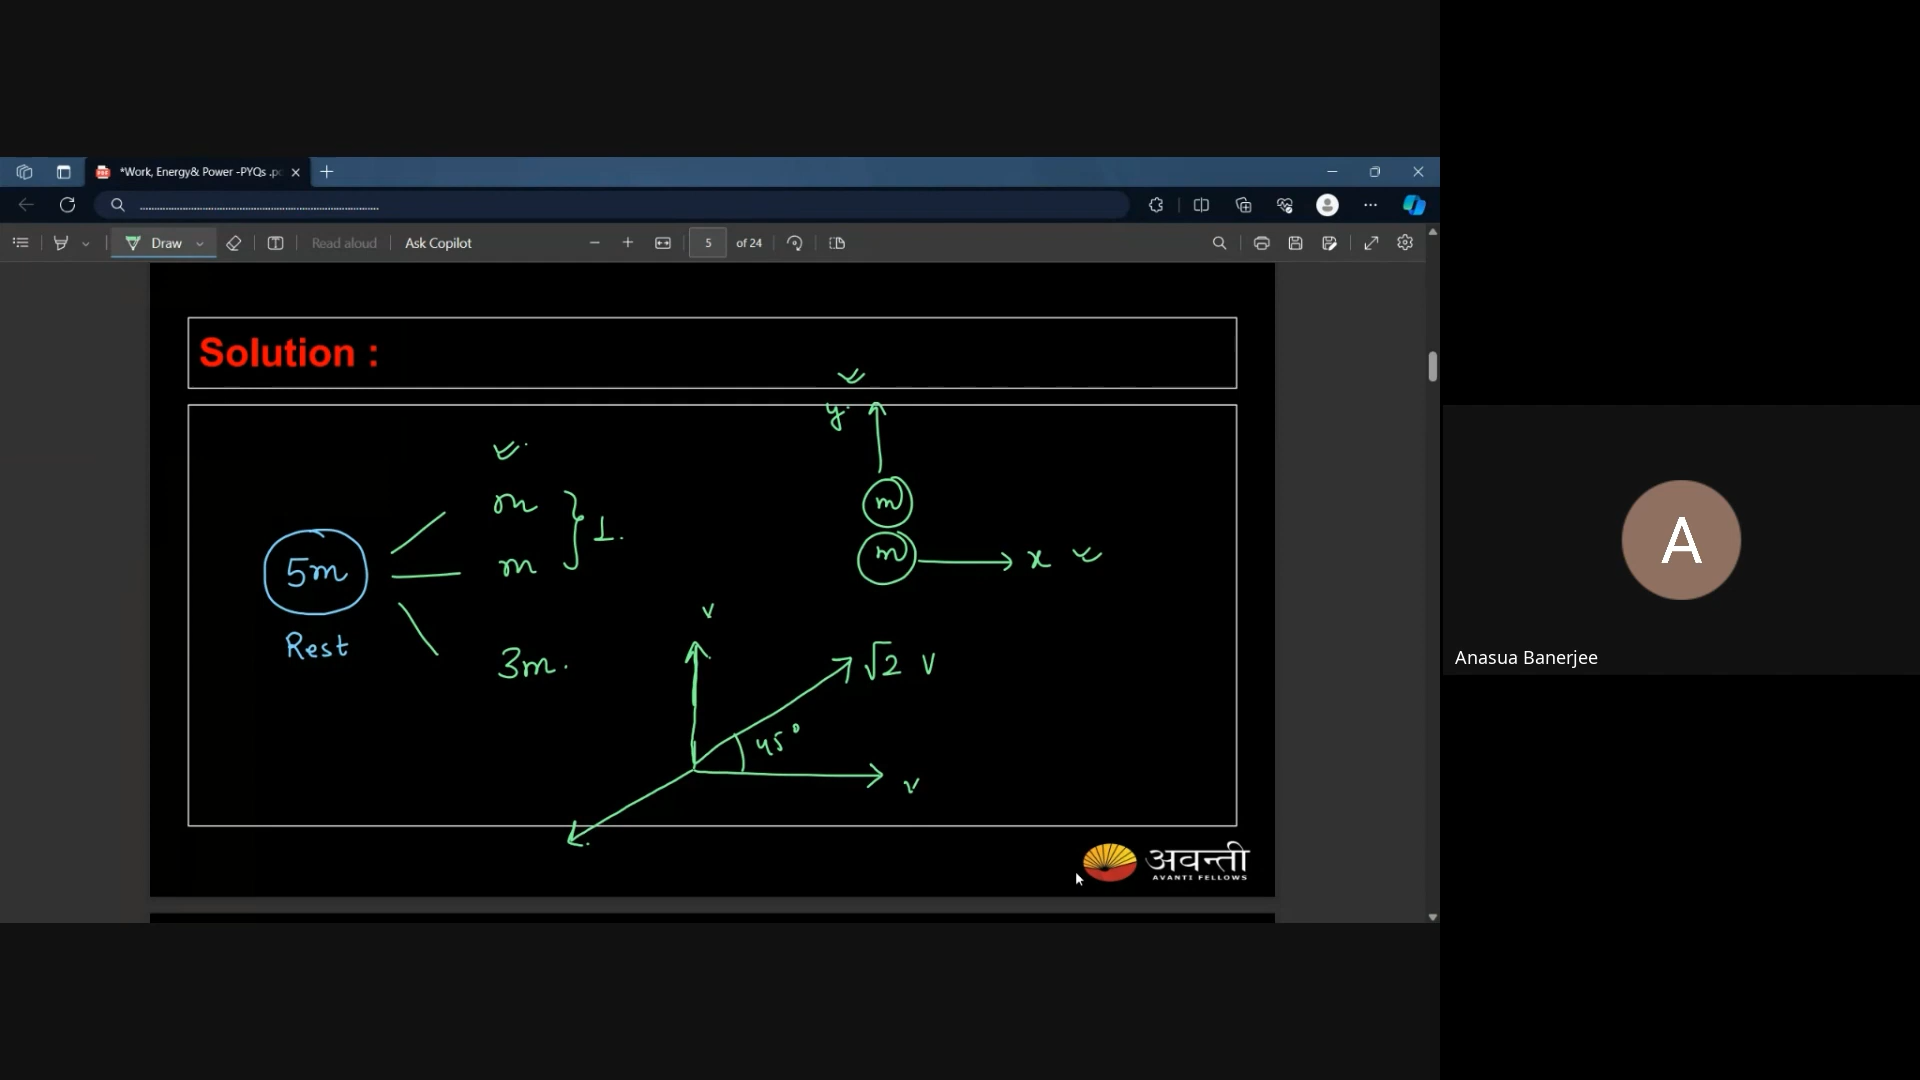 *Work, Energy& Power -PYQs .p
Draw
Read aloud
Ask Copilot
5
of 24
Solution :
y
m
m
} ⊥.
5m
Rest
3m.
m
m
x
v
√2 v
45°
v
अवन्ती
AVANTI FELLOWS
A
Anasua Banerjee